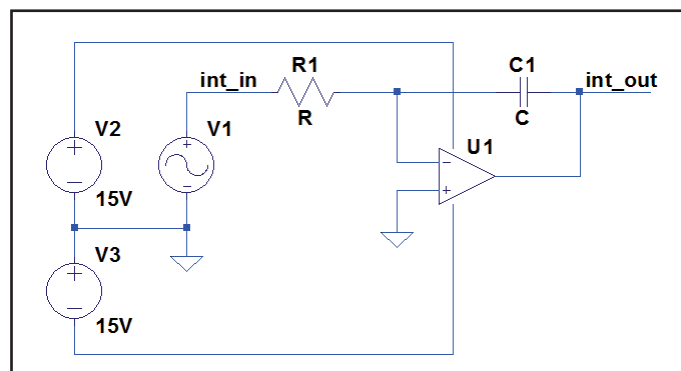 R1
C1
int_in
int_out
R
C
V2
V1
U1
15V
V3
15V